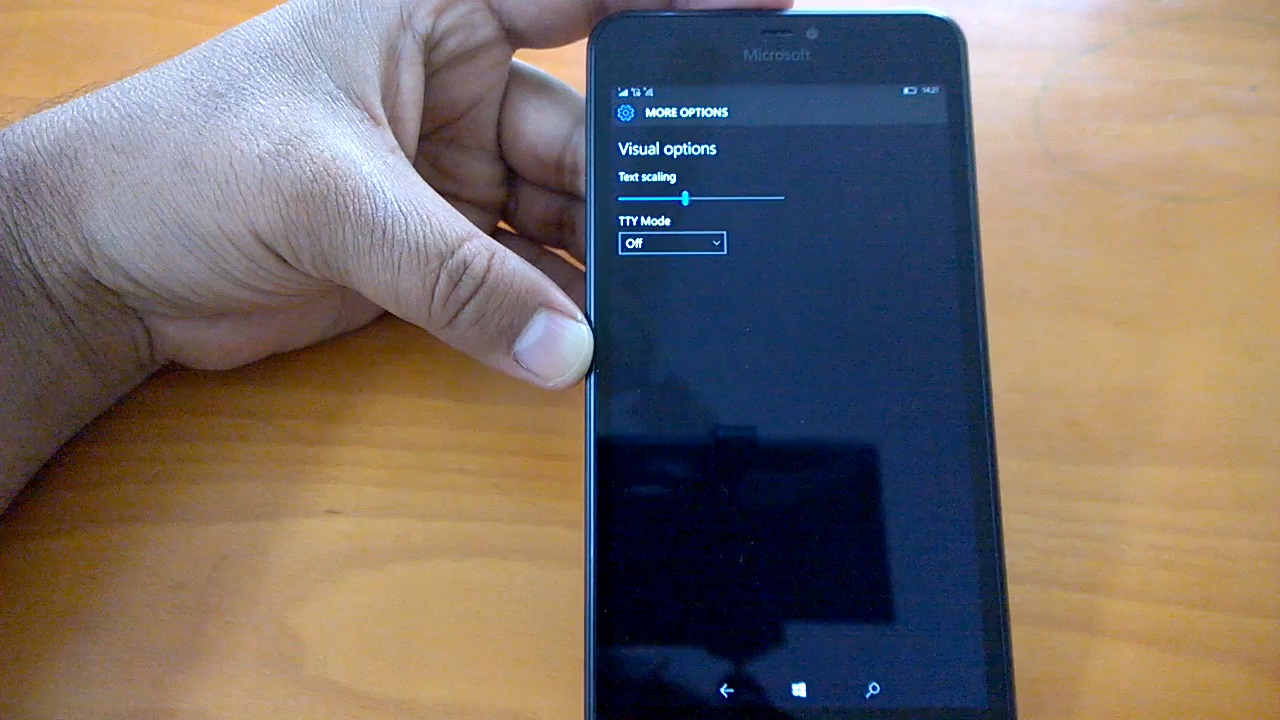 Microsoft
14:21
MORE OPTIONS
Visual options
Text scaling
TTY Mode
Off